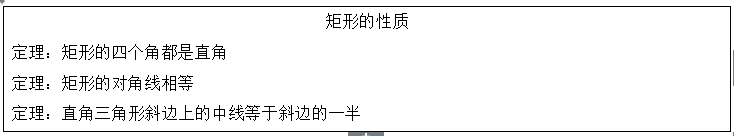 矩形的性质
定理：矩形的四个角都是直角
定理：矩形的对角线相等
定理：直角三角形斜边上的中线等于斜边的一半